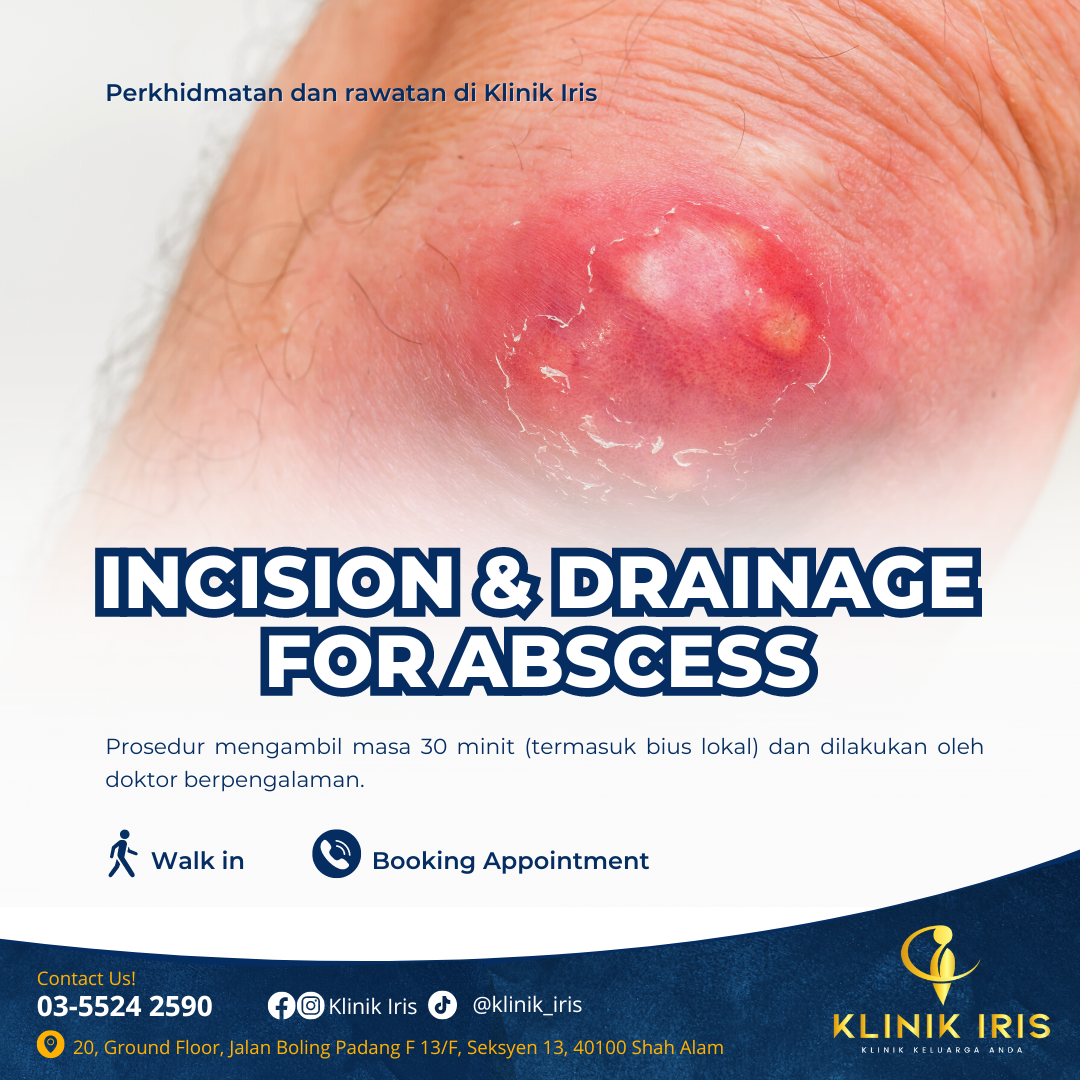 Perkhidmatan dan rawatan di Klinik Iris
INCISION & DRAINAGE
FOR ABSCESS
Prosedur mengambil masa 30 minit (termasuk bius lokal) dan dilakukan oleh
doktor berpengalaman.
Walk in
Booking Appointment
Contact Us!
03-5524 2590
Klinik Iris
@klinik_iris
20, Ground Floor, Jalan Boling Padang F 13/F, Seksyen 13, 40100 Shah Alam
KLINIK IRIS
KLINIK KELUARGA ANDA